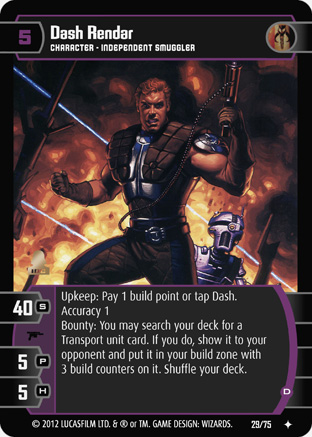 5
Dash Rendar
CHARACTER • INDEPENDENT SMUGGLER
40 S
5 P
5 H
Upkeep: Pay 1 build point or tap Dash.
Accuracy 1
Bounty: You may search your deck for a
Transport unit card. If you do, show it to your
opponent and put it in your build zone with
3 build counters on it. Shuffle your deck.
D
© 2012 LUCASFILM LTD. & ® or TM. GAME DESIGN: WIZARDS. 29/75